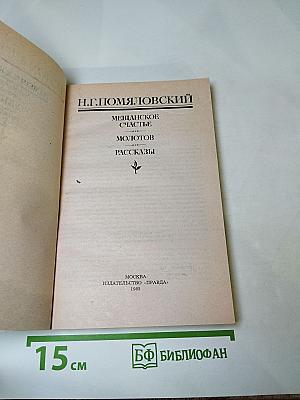 Н.Г.ПОМЯЛОВСКИЙ
МЕЩАНСКОЕ
СЧАСТЬЕ
МОЛОТОВ
РАССКАЗЫ
МОСКВА
ИЗДАТЕЛЬСТВО «ПРАВДА»
15 см
БФ БИБЛИОФАН